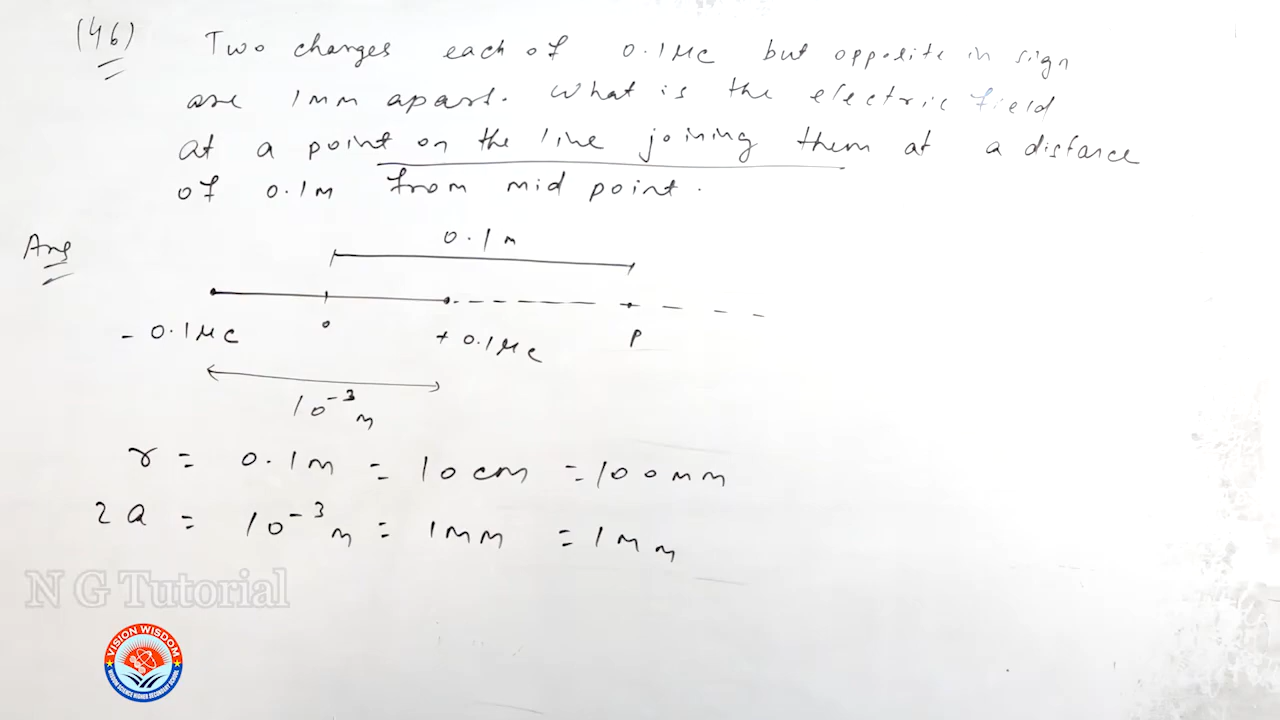 (46) Two charges each of 0.1μc but opposite in sign
are 1mm apart. What is the electric field
at a point on the line joining them at a distance
of 0.1m from mid point.
Ans
0.1m
- 0.1μc o + 0.1μc P
10⁻³m
r = 0.1m = 10cm = 100mm
2a = 10⁻³m = 1mm = 1mm
N G Tutorial
VISION WISDOM